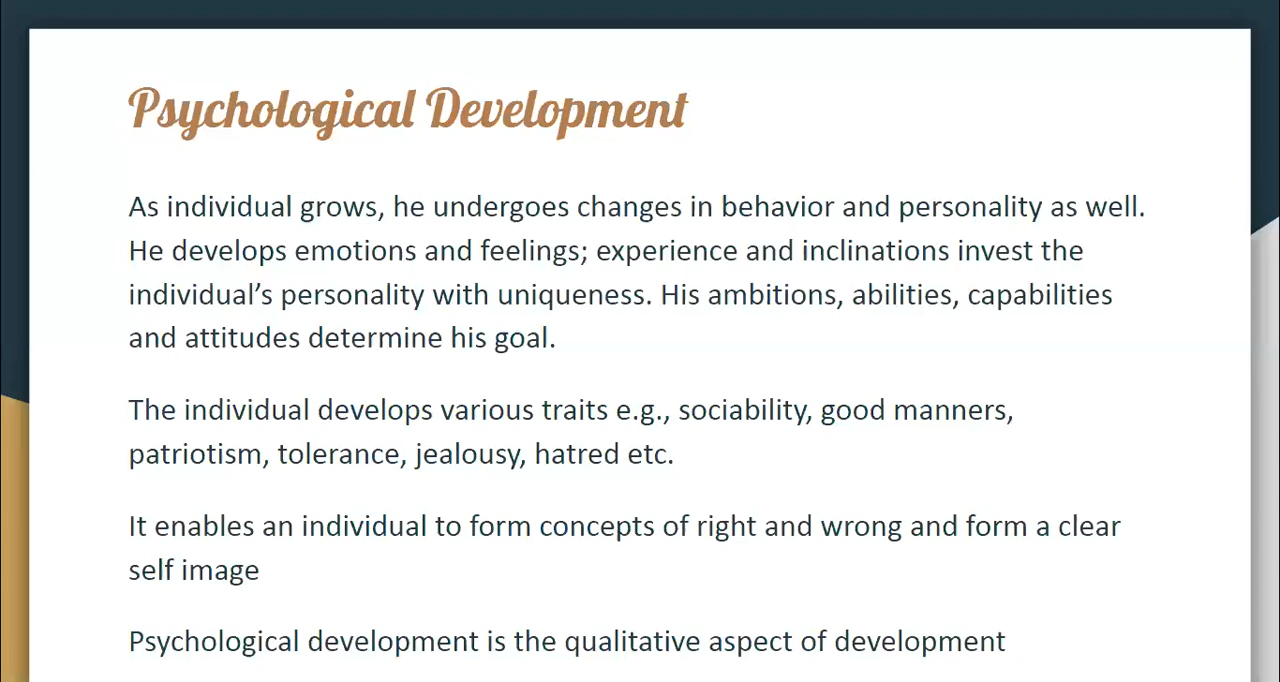 Psychological Development
As individual grows, he undergoes changes in behavior and personality as well.
He develops emotions and feelings; experience and inclinations invest the
individual’s personality with uniqueness. His ambitions, abilities, capabilities
and attitudes determine his goal.
The individual develops various traits e.g., sociability, good manners,
patriotism, tolerance, jealousy, hatred etc.
It enables an individual to form concepts of right and wrong and form a clear
self image
Psychological development is the qualitative aspect of development